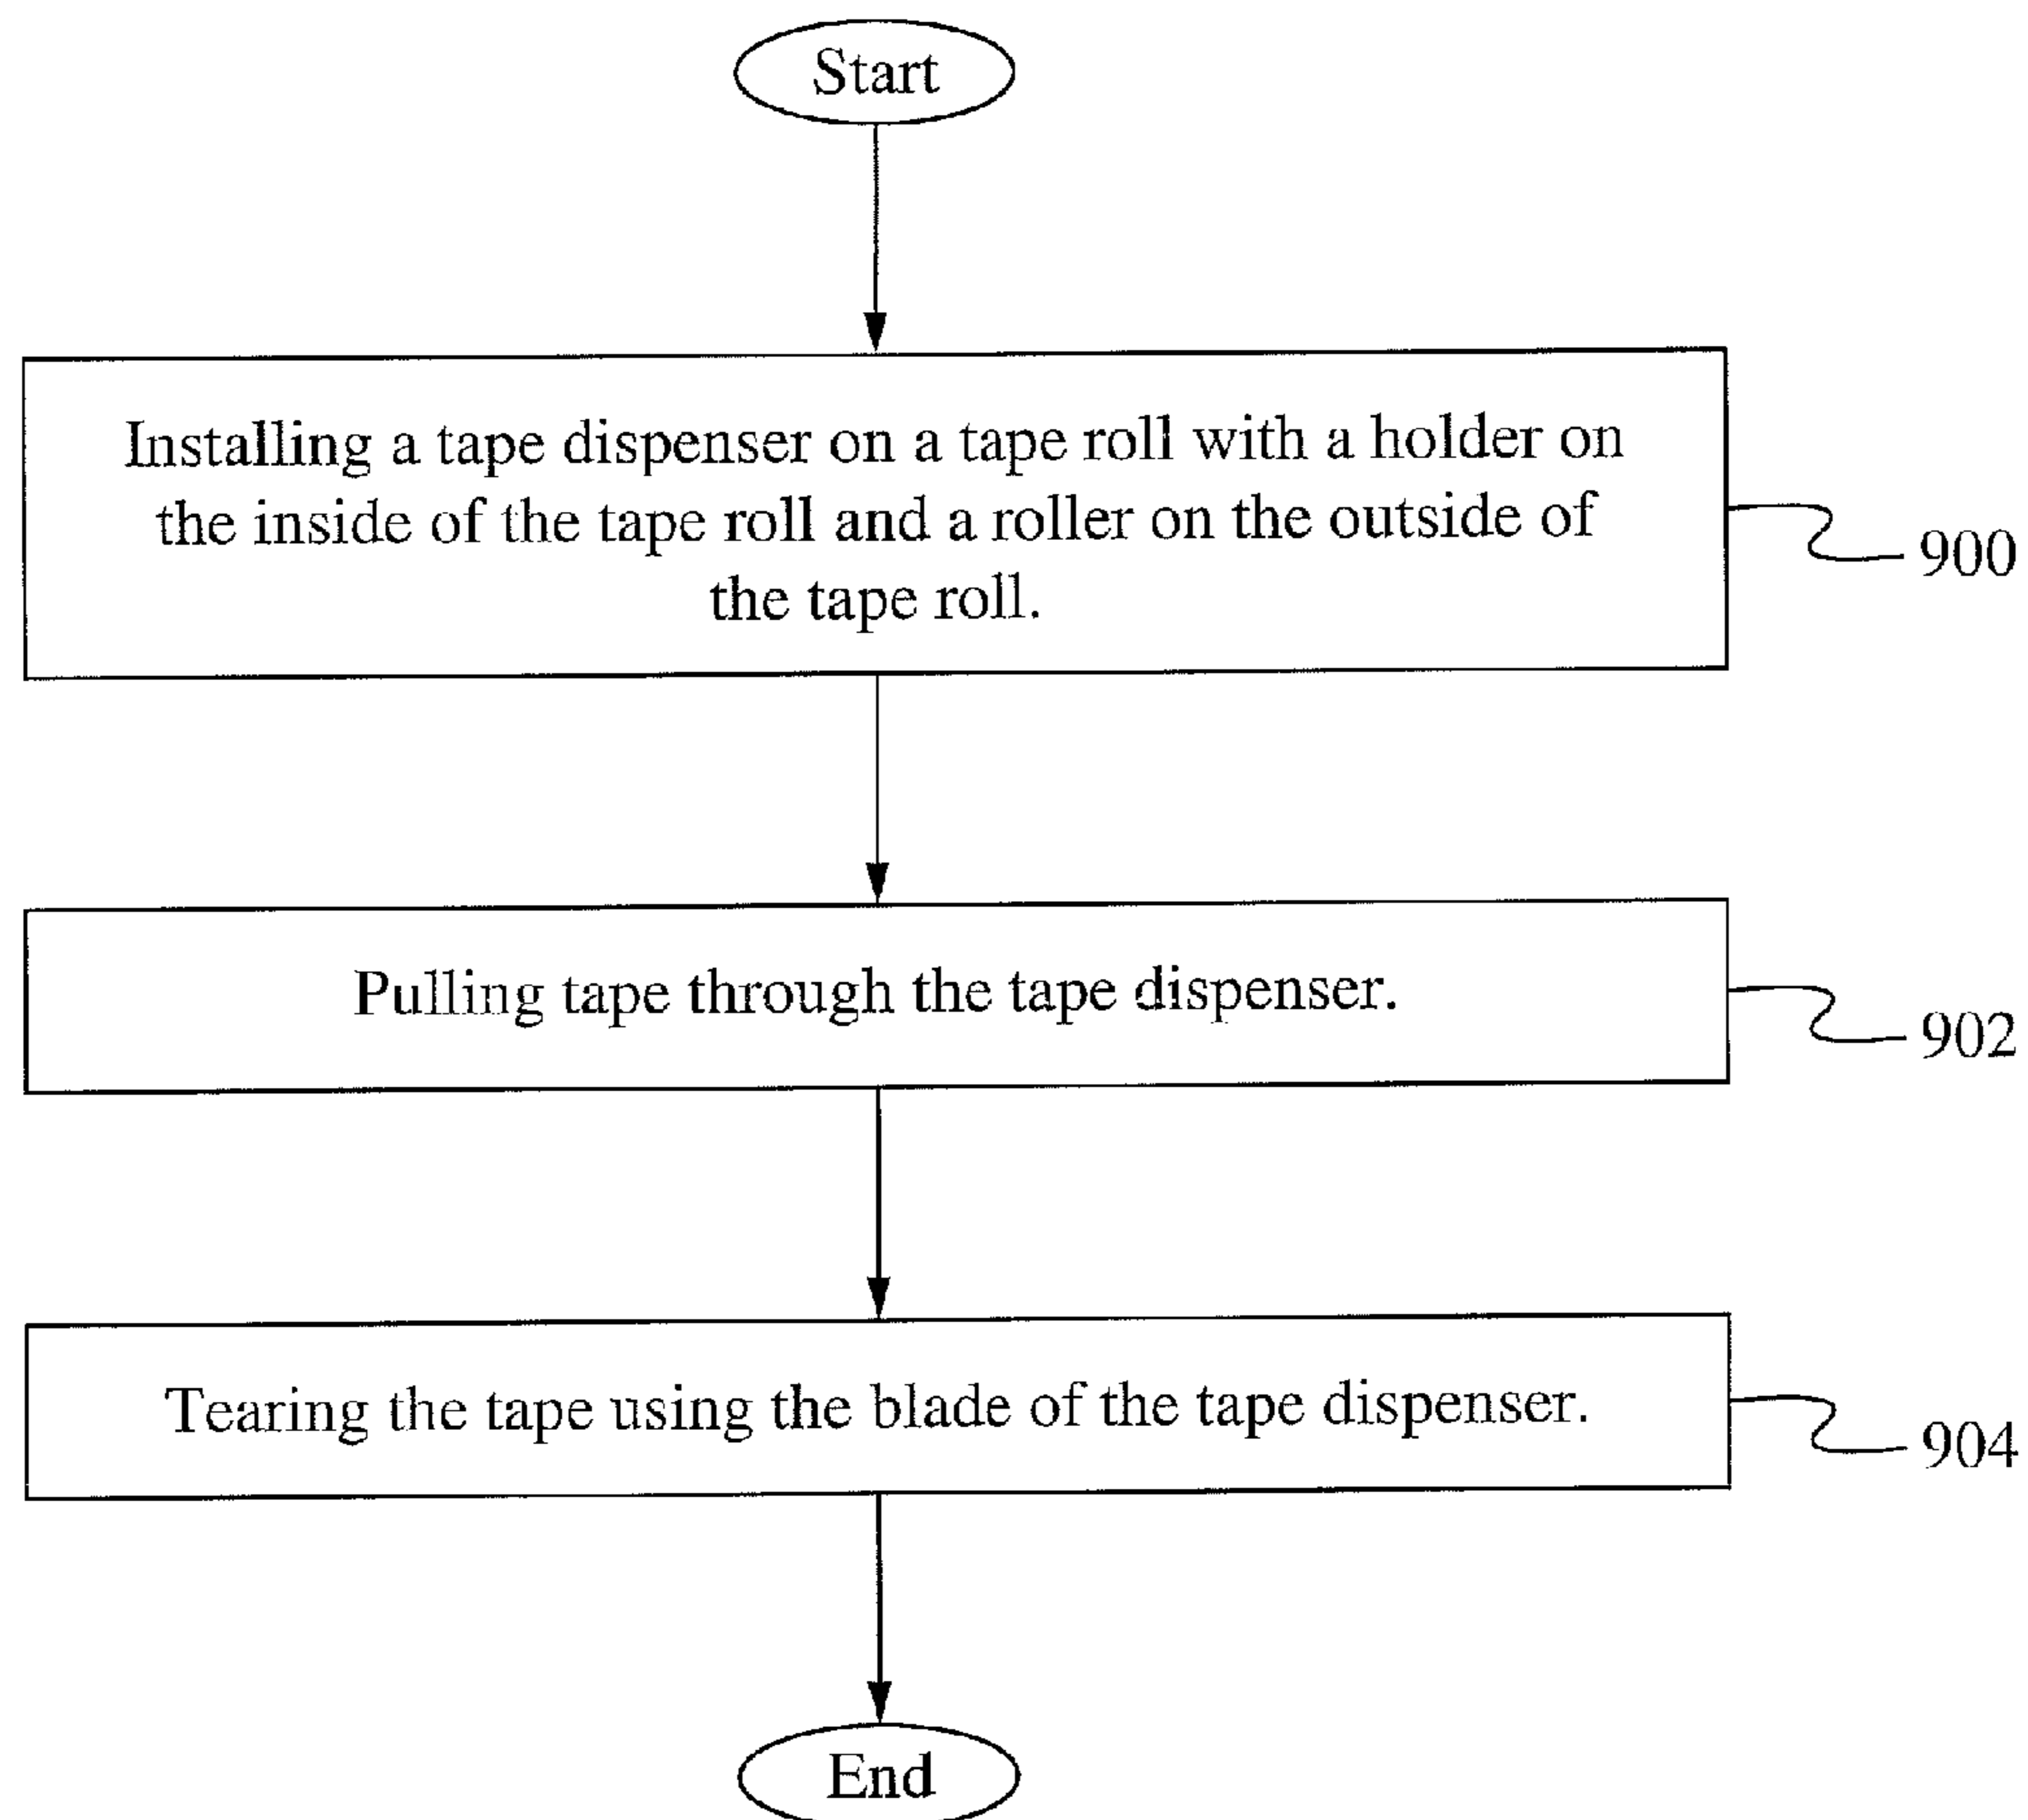 Start
Installing a tape dispenser on a tape roll with a holder on
the inside of the tape roll and a roller on the outside of
the tape roll.
900
Pulling tape through the tape dispenser.
902
Tearing the tape using the blade of the tape dispenser.
904
End